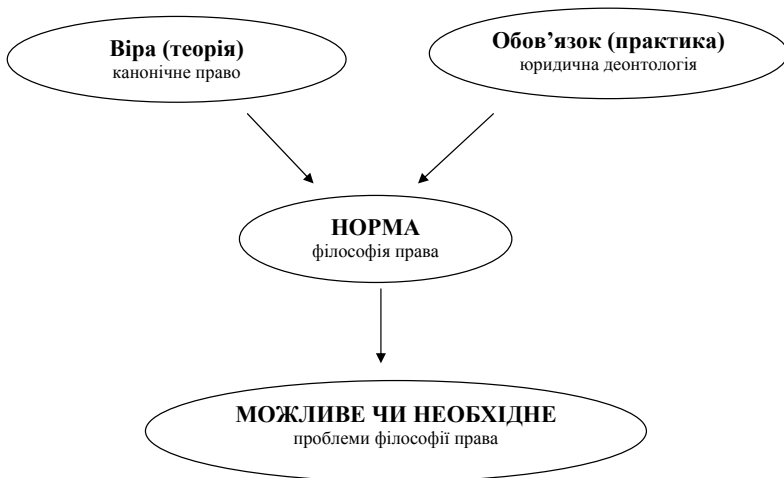 Віра (теорія)
канонічне право
Обов’язок (практика)
юридична деонтологія
НОРМА
філософія права
МОЖЛИВЕ ЧИ НЕОБХІДНЕ
проблеми філософії права